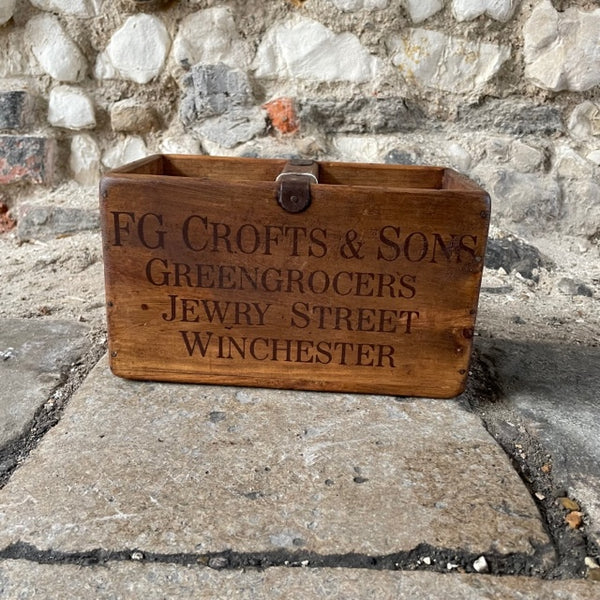 FG Crofts & Sons
Greengrocers
Jewry Street
Winchester